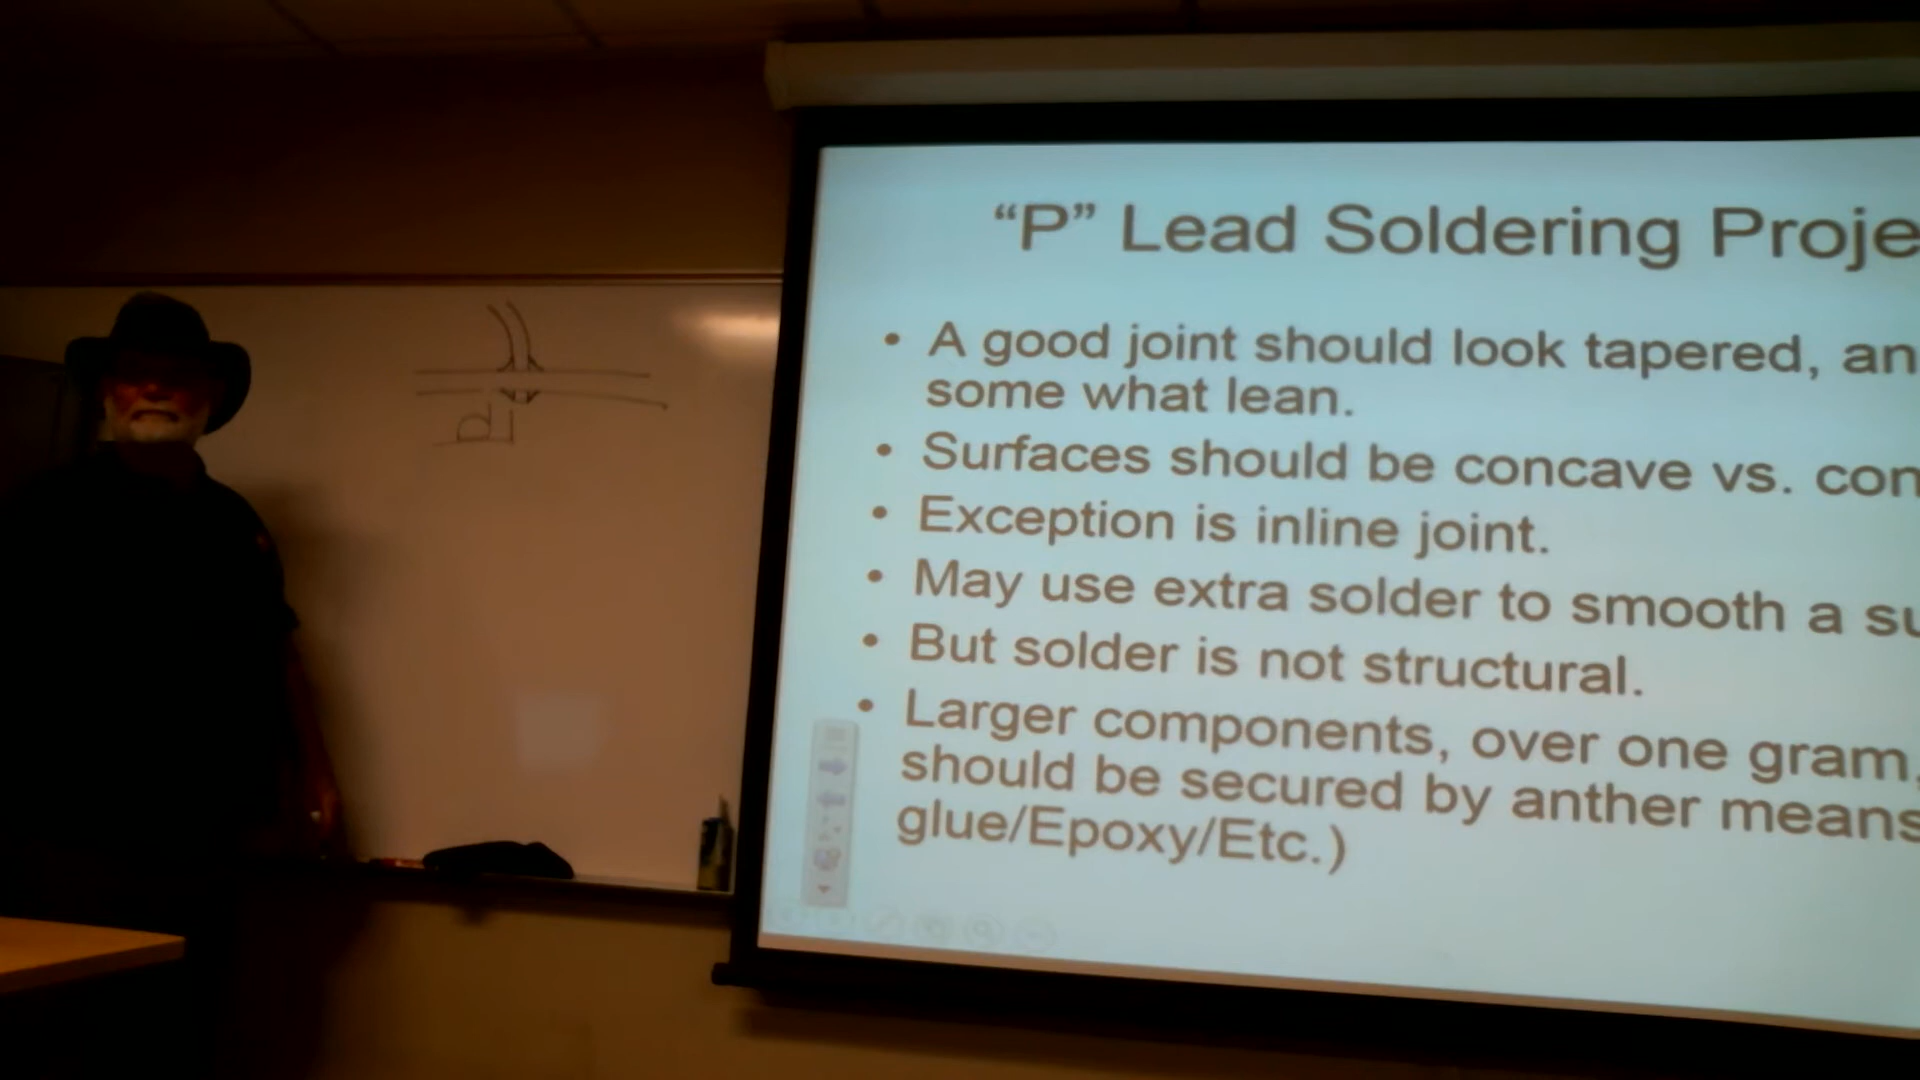 “P” Lead Soldering Proje
• A good joint should look tapered, an
some what lean.
• Surfaces should be concave vs. con
• Exception is inline joint.
• May use extra solder to smooth a su
• But solder is not structural.
• Larger components, over one gram,
should be secured by anther means
glue/Epoxy/Etc.)